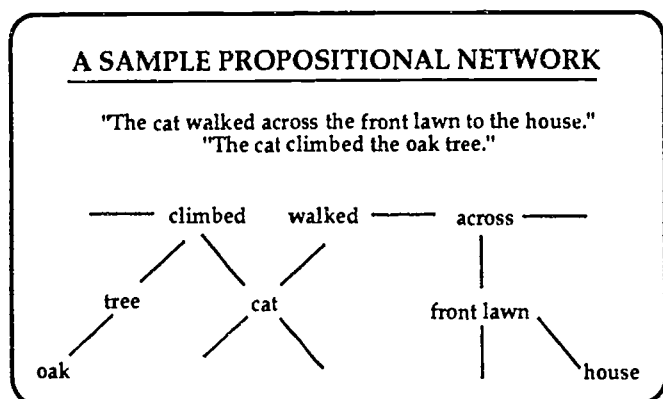 A SAMPLE PROPOSITIONAL NETWORK
"The cat walked across the front lawn to the house."
"The cat climbed the oak tree."
climbed walked across
tree cat front lawn
oak house